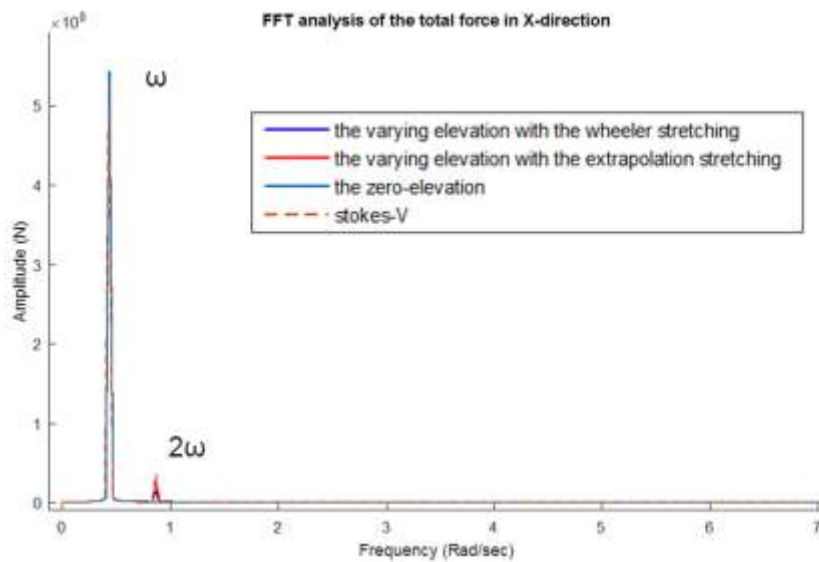 FFT analysis of the total force in X-direction
×10⁸
ω
2ω
the varying elevation with the wheeler stretching
the varying elevation with the extrapolation stretching
the zero-elevation
stokes-V
Amplitude (N)
5
4
3
2
1
0
0 1 2 3 4 5 6 7
Frequency (Rad/sec)